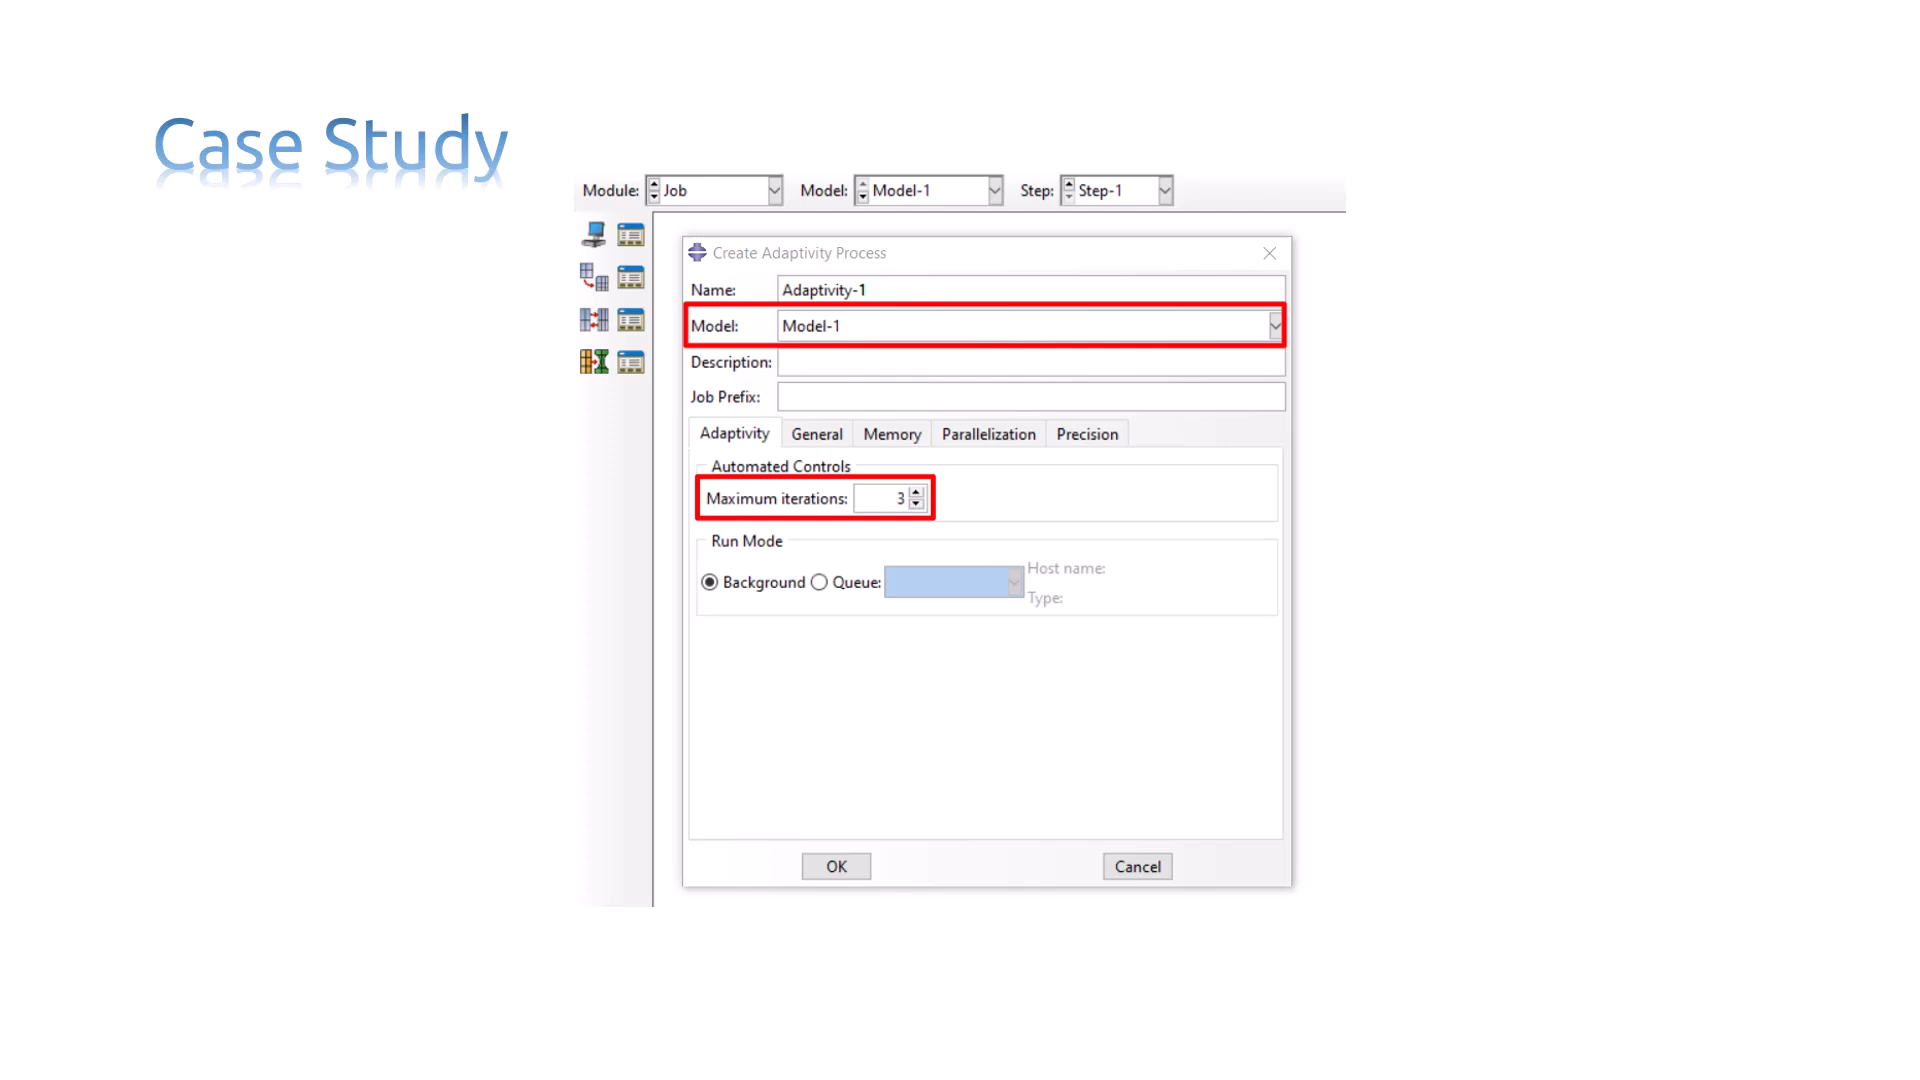 Case Study
Module: Job Model: Model-1 Step: Step-1
Create Adaptivity Process
Name: Adaptivity-1
Model: Model-1
Description:
Job Prefix:
Adaptivity General Memory Parallelization Precision
Automated Controls
Maximum iterations: 3
Run Mode
Background Queue: Host name:
Type:
OK Cancel